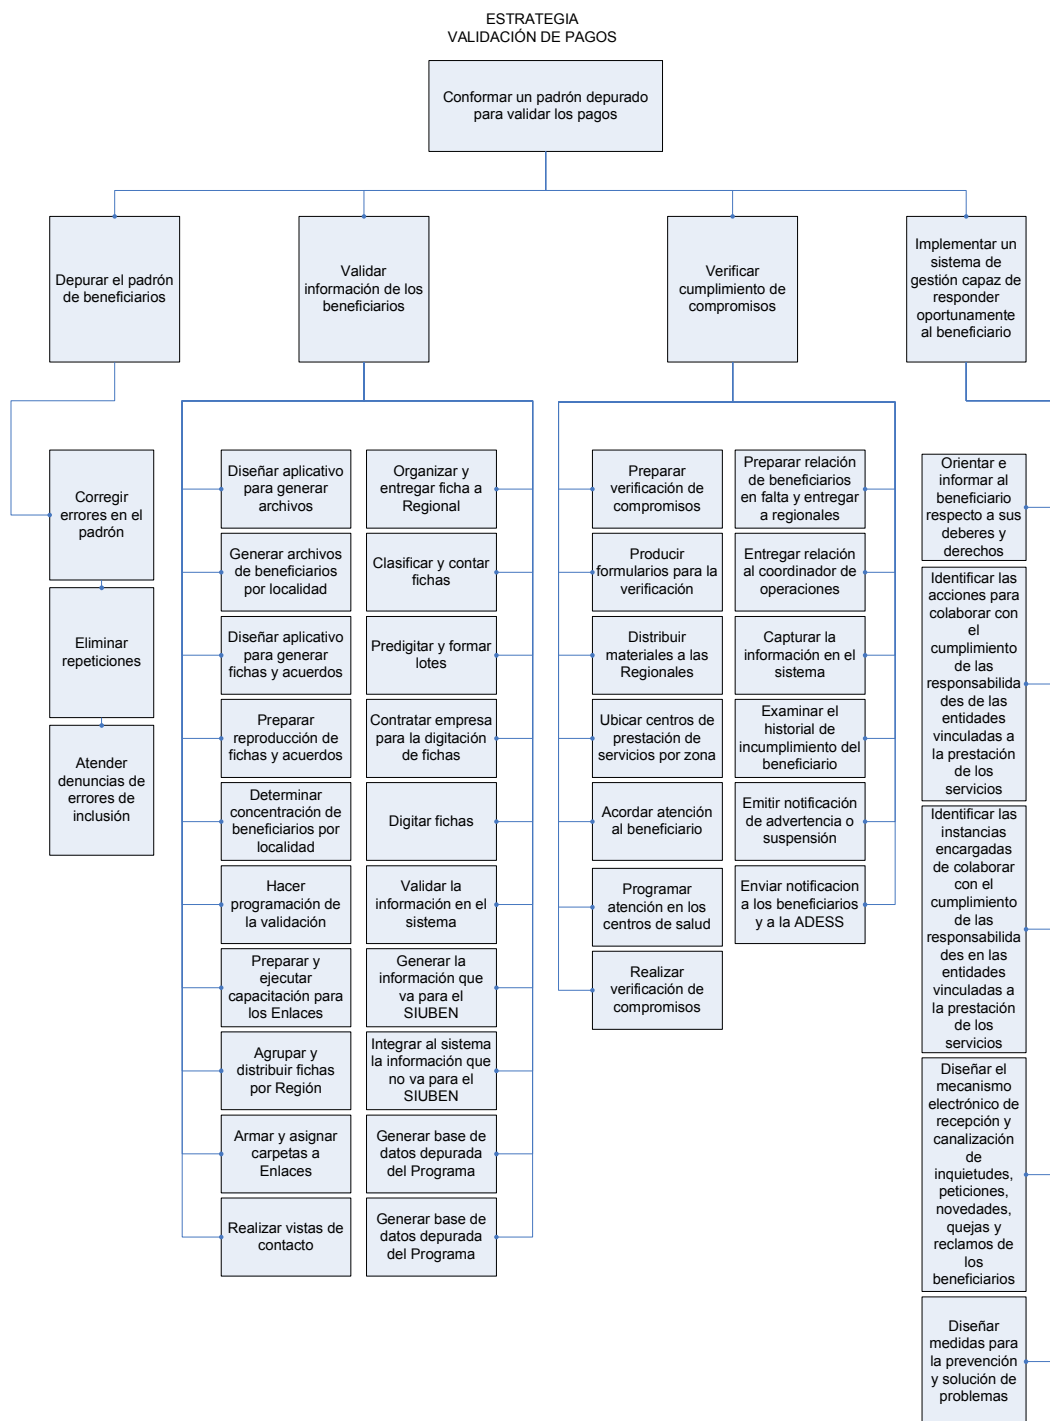 ESTRATEGIA
VALIDACIÓN DE PAGOS
Conformar un padrón depurado
para validar los pagos
Depurar el padrón
de beneficiarios
Validar
información de los
beneficiarios
Verificar
cumplimiento de
compromisos
Implementar un
sistema de
gestión capaz de
responder
oportunamente
al beneficiario
Corregir
errores en el
padrón
Eliminar
repeticiones
Atender
denuncias de
errores de
inclusión
Diseñar aplicativo
para generar
archivos
Generar archivos
de beneficiarios
por localidad
Diseñar aplicativo
para generar
fichas y acuerdos
Preparar
reproducción de
fichas y acuerdos
Determinar
concentración de
beneficiarios por
localidad
Hacer
programación de
la validación
Preparar y
ejecutar
capacitación para
los Enlaces
Agrupar y
distribuir fichas
por Región
Armar y asignar
carpetas a
Enlaces
Realizar vistas de
contacto
Organizar y
entregar ficha a
Regional
Clasificar y contar
fichas
Predigitar y formar
lotes
Contratar empresa
para la digitación
de fichas
Digitar fichas
Validar la
información en el
sistema
Generar la
información que
va para el
SIUBEN
Integrar al sistema
la información que
no va para el
SIUBEN
Generar base de
datos depurada
del Programa
Generar base de
datos depurada
del Programa
Preparar
verificación de
compromisos
Producir
formularios para la
verificación
Distribuir
materiales a las
Regionales
Ubicar centros de
prestación de
servicios por zona
Acordar atención
al beneficiario
Programar
atención en los
centros de salud
Realizar
verificación de
compromisos
Preparar relación
de beneficiarios
en falta y entregar
a regionales
Entregar relación
al coordinador de
operaciones
Capturar la
información en el
sistema
Examinar el
historial de
incumplimiento del
beneficiario
Emitir notificación
de advertencia o
suspensión
Enviar notificacion
a los beneficiarios
y a la ADESS
Orientar e
informar al
beneficiario
respecto a sus
deberes y
derechos
Identificar las
acciones para
colaborar con
el
cumplimiento
de las
responsabilida
des de las
entidades
vinculadas a
la prestación
de los
servicios
Identificar las
instancias
encargadas
de colaborar
con el
cumplimiento
de las
responsabilida
des en las
entidades
vinculadas a
la prestación
de los
servicios
Diseñar el
mecanismo
electrónico de
recepción y
canalización
de
inquietudes,
peticiones,
novedades,
quejas y
reclamos de
los
beneficiarios
Diseñar
medidas para
la prevención
y solución de
problemas